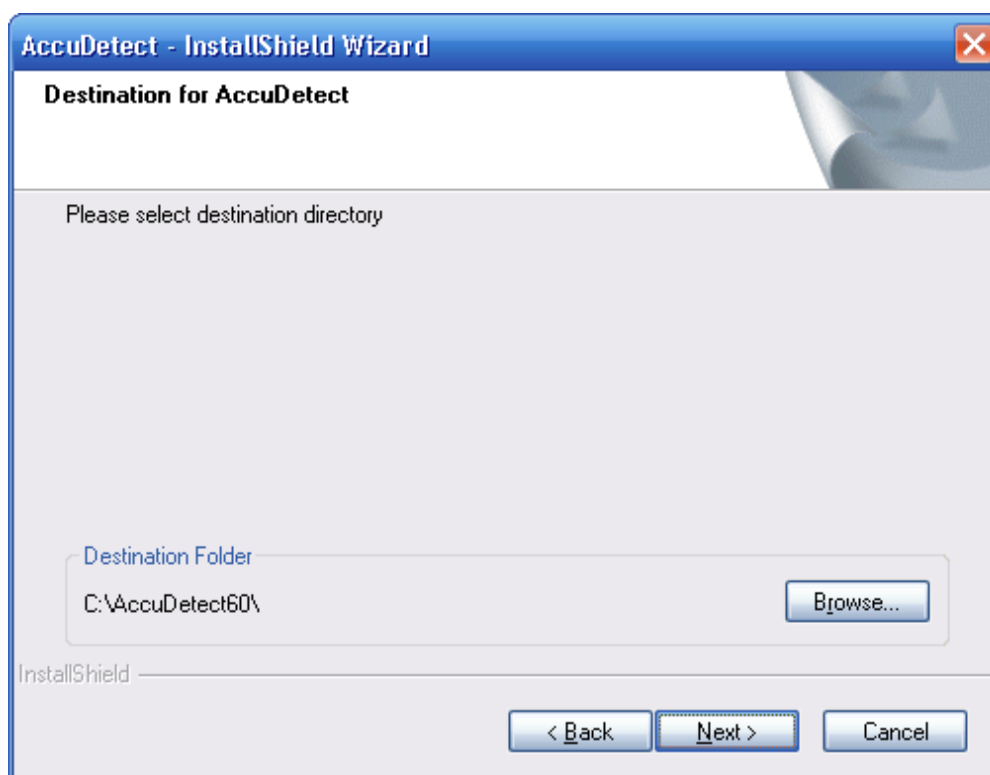 AccuDetect - InstallShield Wizard
Destination for AccuDetect
Please select destination directory
Destination Folder
C:\AccuDetect60\
Browse...
InstallShield
< Back
Next >
Cancel